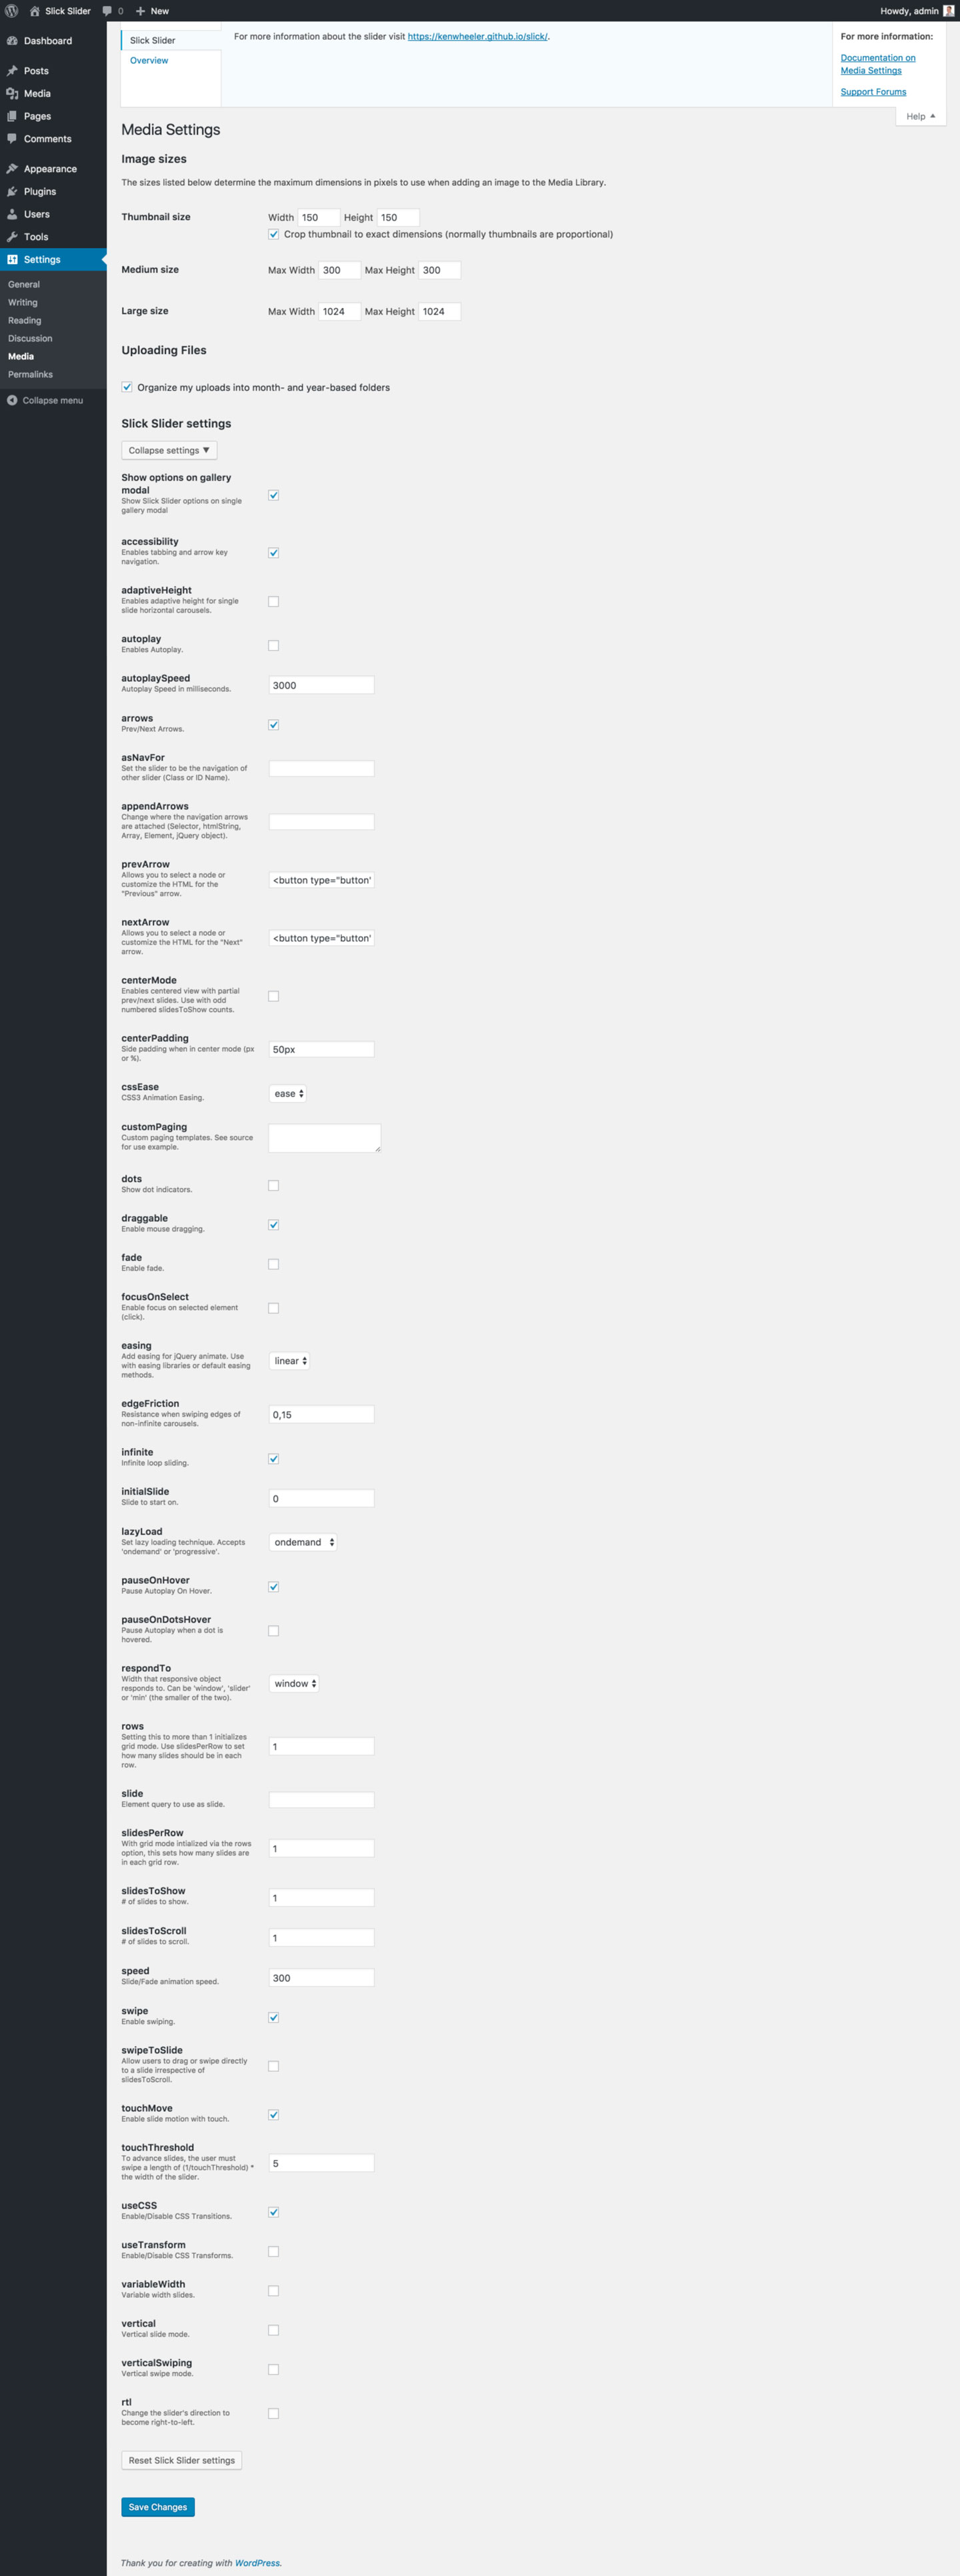 Slick Slider 0 New Howdy, admin
Dashboard
Posts
Media
Pages
Comments
Appearance
Plugins
Users
Tools
Settings
General
Writing
Reading
Discussion
Media
Permalinks
Collapse menu
Slick Slider
Overview
For more information about the slider visit https://kenwheeler.github.io/slick/.
For more information:
Documentation on
Media Settings
Support Forums
Help
Media Settings
Image sizes
The sizes listed below determine the maximum dimensions in pixels to use when adding an image to the Media Library.
Thumbnail size Width 150 Height 150
Crop thumbnail to exact dimensions (normally thumbnails are proportional)
Medium size Max Width 300 Max Height 300
Large size Max Width 1024 Max Height 1024
Uploading Files
Organize my uploads into month- and year-based folders
Slick Slider settings
Collapse settings ▼
Show options on gallery
modal
Show Slick Slider options on single
gallery modal
accessibility
Enables tabbing and arrow key
navigation.
adaptiveHeight
Enables adaptive height for single
slide horizontal carousels.
autoplay
Enables Autoplay.
autoplaySpeed
Autoplay Speed in milliseconds.
3000
arrows
Prev/Next Arrows.
asNavFor
Set the slider to be the navigation of
other slider (Class or ID Name).
appendArrows
Change where the navigation arrows
are attached (Selector, htmlString,
Array, Element, jQuery object).
prevArrow
Allows you to select a node or
customize the HTML for the
"Previous" arrow.
<button type="button'
nextArrow
Allows you to select a node or
customize the HTML for the "Next"
arrow.
<button type="button'
centerMode
Enables centered view with partial
prev/next slides. Use with odd
numbered slidesToShow counts.
centerPadding
Side padding when in center mode (px
or %).
50px
cssEase
CSS3 Animation Easing.
ease
customPaging
Custom paging templates. See source
for use example.
dots
Show dot indicators.
draggable
Enable mouse dragging.
fade
Enable fade.
focusOnSelect
Enable focus on selected element
(click).
easing
Add easing for jQuery animate. Use
with easing libraries or default easing
methods.
linear
edgeFriction
Resistance when swiping edges of
non-infinite carousels.
0,15
infinite
Infinite loop sliding.
initialSlide
Slide to start on.
0
lazyLoad
Set lazy loading technique. Accepts
'ondemand' or 'progressive'.
ondemand
pauseOnHover
Pause Autoplay On Hover.
pauseOnDotsHover
Pause Autoplay when a dot is
hovered.
respondTo
Width that responsive object
responds to. Can be 'window', 'slider'
or 'min' (the smaller of the two).
window
rows
Setting this to more than 1 initializes
grid mode. Use slidesPerRow to set
how many slides should be in each
row.
1
slide
Element query to use as slide.
slidesPerRow
With grid mode intialized via the rows
option, this sets how many slides are
in each grid row.
1
slidesToShow
# of slides to show.
1
slidesToScroll
# of slides to scroll.
1
speed
Slide/Fade animation speed.
300
swipe
Enable swiping.
swipeToSlide
Allow users to drag or swipe directly
to a slide irrespective of
slidesToScroll.
touchMove
Enable slide motion with touch.
touchThreshold
To advance slides, the user must
swipe a length of (1/touchThreshold) *
the width of the slider.
5
useCSS
Enable/Disable CSS Transitions.
useTransform
Enable/Disable CSS Transforms.
variableWidth
Variable width slides.
vertical
Vertical slide mode.
verticalSwiping
Vertical swipe mode.
rtl
Change the slider's direction to
become right-to-left.
Reset Slick Slider settings
Save Changes
Thank you for creating with WordPress.